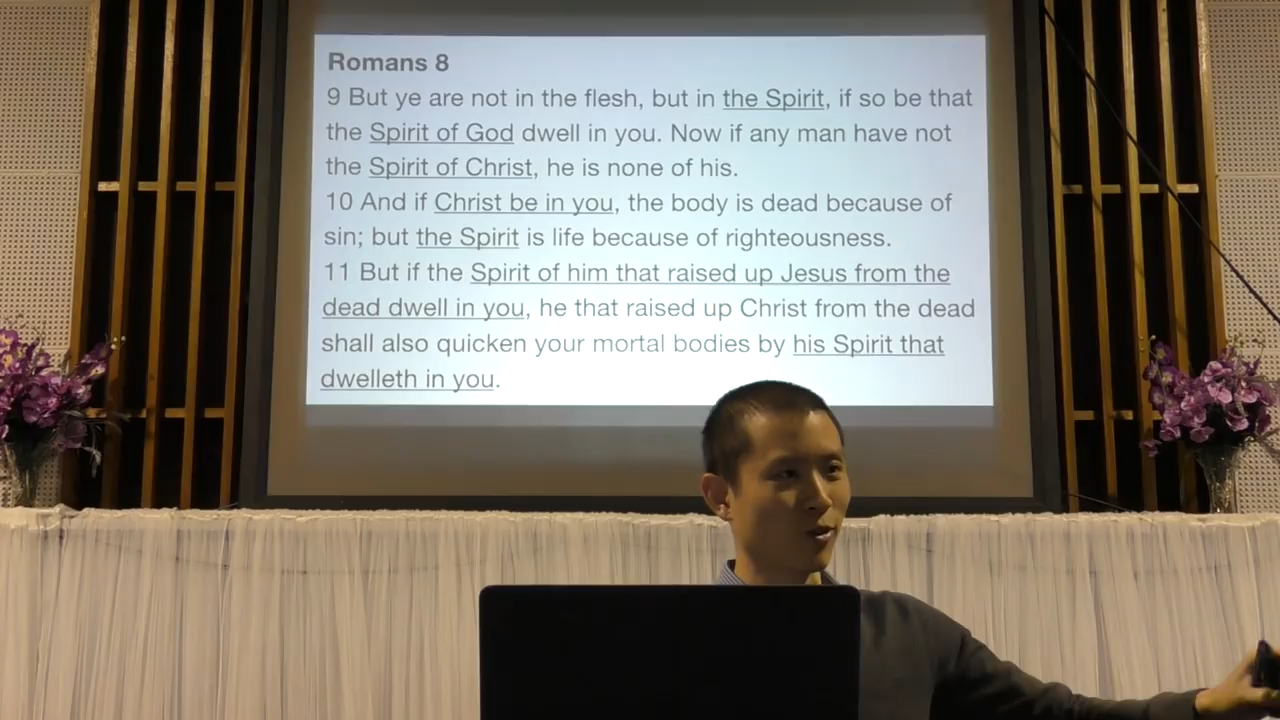 Romans 8
9 But ye are not in the flesh, but in the Spirit, if so be that
the Spirit of God dwell in you. Now if any man have not
the Spirit of Christ, he is none of his.
10 And if Christ be in you, the body is dead because of
sin; but the Spirit is life because of righteousness.
11 But if the Spirit of him that raised up Jesus from the
dead dwell in you, he that raised up Christ from the dead
shall also quicken your mortal bodies by his Spirit that
dwelleth in you.